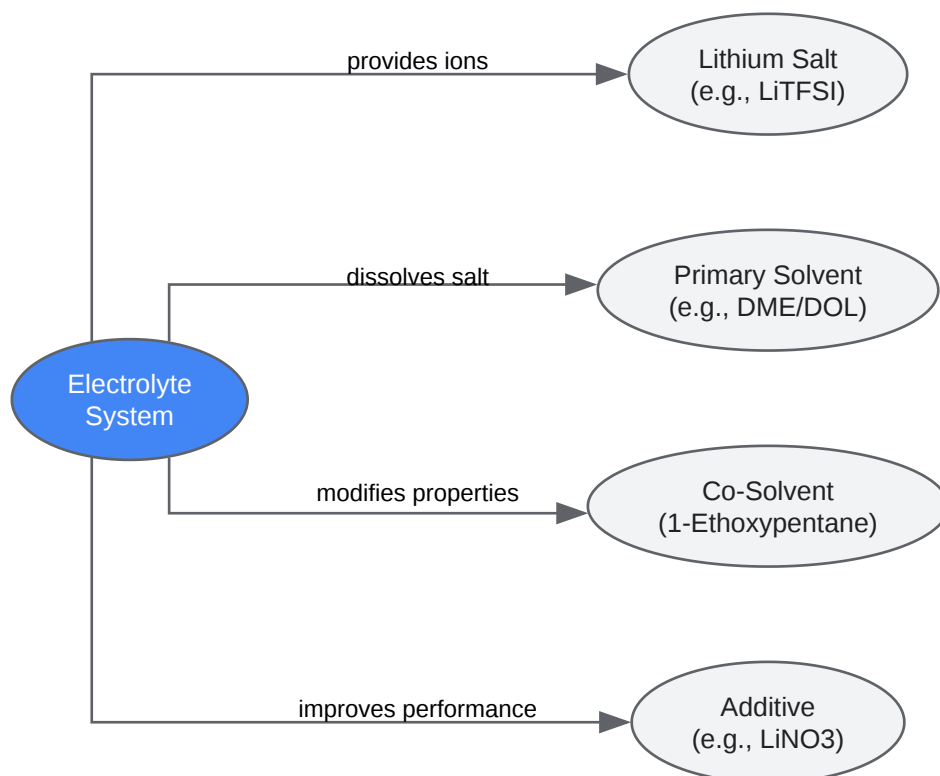 provides ions
Lithium Salt
(e.g., LiTFSI)
dissolves salt
Primary Solvent
(e.g., DME/DOL)
Electrolyte
System
modifies properties
Co-Solvent
(1-Ethoxypentane)
improves performance
Additive
(e.g., LiNO3)